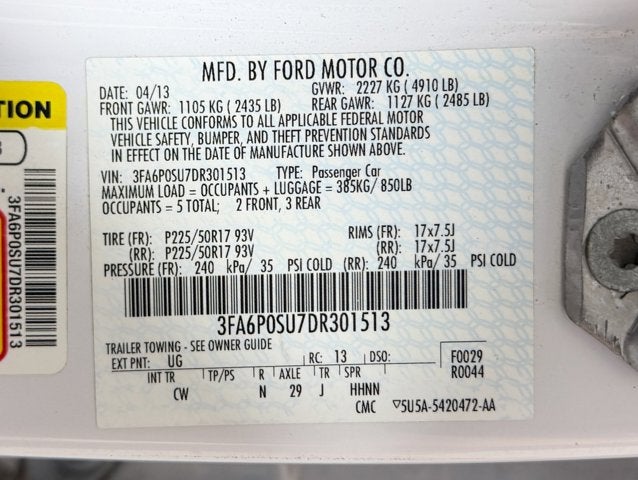 MFD. BY FORD MOTOR CO.
DATE: 04/13 GVWR: 2227 KG ( 4910 LB)
FRONT GAWR: 1105 KG ( 2435 LB) REAR GAWR: 1127 KG ( 2485 LB)
THIS VEHICLE CONFORMS TO ALL APPLICABLE FEDERAL MOTOR
VEHICLE SAFETY, BUMPER, AND THEFT PREVENTION STANDARDS
IN EFFECT ON THE DATE OF MANUFACTURE SHOWN ABOVE.
VIN: 3FA6P0SU7DR301513 TYPE: Passenger Car
MAXIMUM LOAD = OCCUPANTS + LUGGAGE = 385KG/ 850LB
OCCUPANTS = 5 TOTAL; 2 FRONT, 3 REAR
TIRE (FR): P225/50R17 93V RIMS (FR): 17x7.5J
(RR): P225/50R17 93V (RR): 17x7.5J
PRESSURE (FR): 240 kPa/ 35 PSI COLD (RR): 240 kPa/ 35 PSI COLD
3FA6P0SU7DR301513
TRAILER TOWING - SEE OWNER GUIDE
EXT PNT: UG RC: 13 DSO: F0029
R0044
INT TR TP/PS R AXLE TR SPR
CW N 29 J HHNN
CMC ▽5U5A-5420472-AA
3FA6P0SU7DR301513